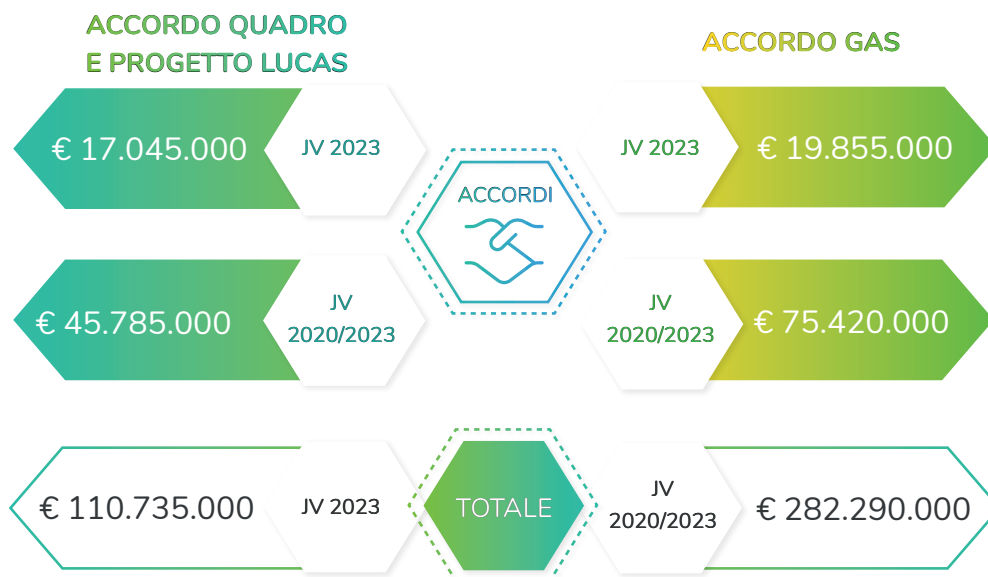 ACCORDO QUADRO
E PROGETTO LUCAS
ACCORDO GAS
€ 17.045.000
JV 2023
JV 2023
€ 19.855.000
ACCORDI
€ 45.785.000
JV
2020/2023
JV
2020/2023
€ 75.420.000
€ 110.735.000
JV 2023
TOTALE
JV
2020/2023
€ 282.290.000